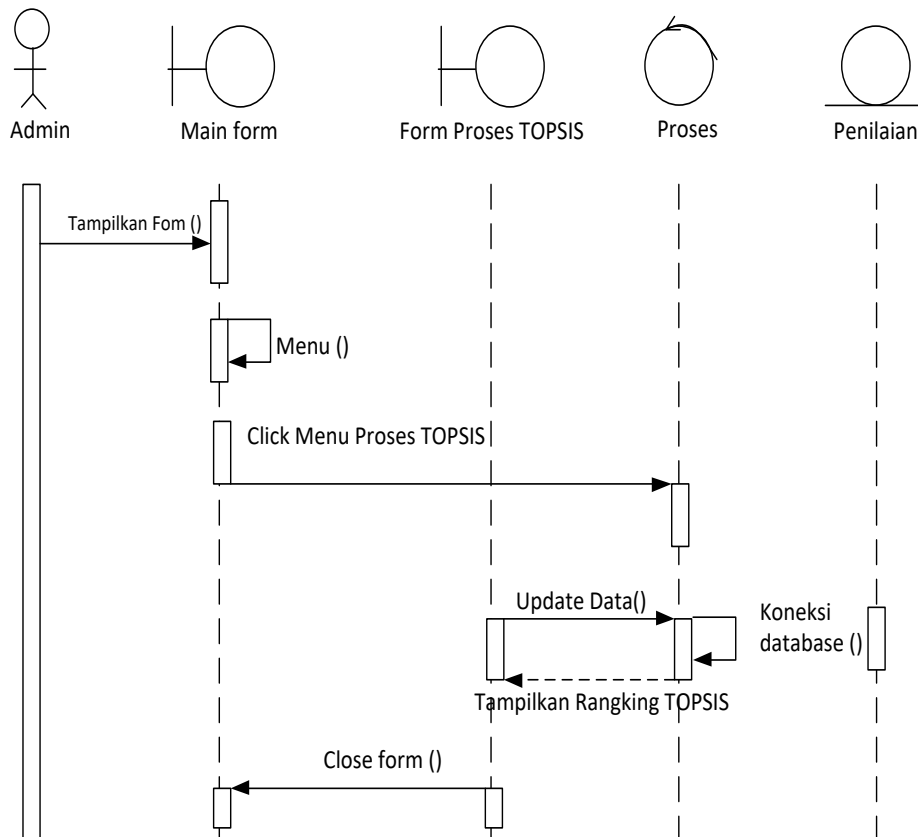 Admin
Main form
Form Proses TOPSIS
Proses
Penilaian
Tampilkan Fom ()
Menu ()
Click Menu Proses TOPSIS
Update Data()
Koneksi
database ()
Tampilkan Rangking TOPSIS
Close form ()